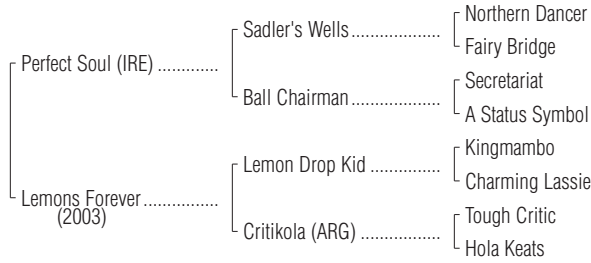 Northern Dancer
Sadler's Wells...................
Fairy Bridge
Perfect Soul (IRE) .............
Secretariat
Ball Chairman...................
A Status Symbol
Kingmambo
Lemon Drop Kid ...............
Charming Lassie
Lemons Forever................
(2003)
Tough Critic
Critikola (ARG) .................
Hola Keats